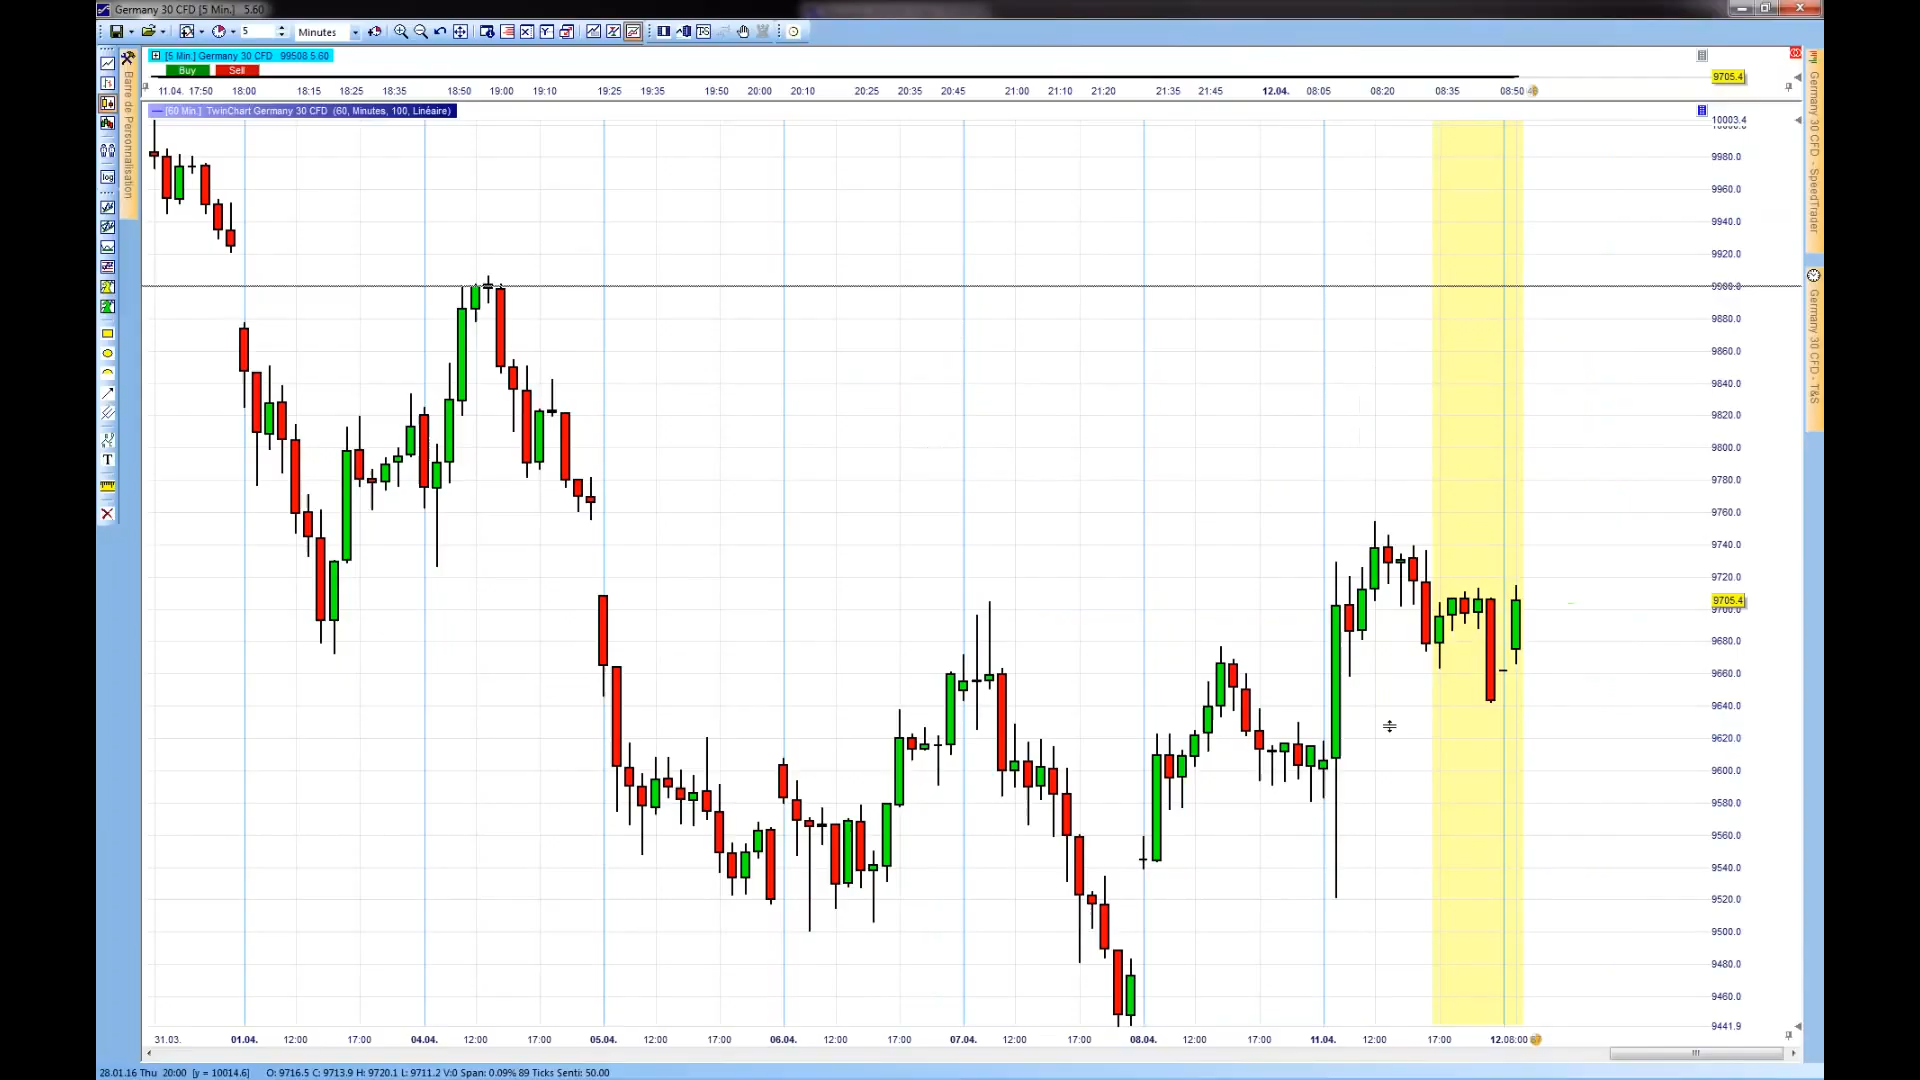 Germany 30 CFD [5 Min.] 5.60
5 Minutes
[5 Min.] Germany 30 CFD 99508 5.60
Buy Sell
9705.4
11.04. 17:50 18:00 18:15 18:25 18:35 18:50 19:00 19:10 19:25 19:35 19:50 20:00 20:10 20:25 20:35 20:45 21:00 21:10 21:20 21:35 21:45 12.04. 08:05 08:20 08:35 08:50
[60 Min.] TwinChart Germany 30 CFD (60, Minutes, 100, Linéaire)
Barre de Personnalisation
log
T
Germany 30 CFD - SpeedTrader
Germany 30 CFD - T&S
10003.4
9980.0
9960.0
9940.0
9920.0
9900.0
9880.0
9860.0
9840.0
9820.0
9800.0
9780.0
9760.0
9740.0
9720.0
9705.4
9700.0
9680.0
9660.0
9640.0
9620.0
9600.0
9580.0
9560.0
9540.0
9520.0
9500.0
9480.0
9460.0
9441.9
31.03. 01.04. 12:00 17:00 04.04. 12:00 17:00 05.04. 12:00 17:00 06.04. 12:00 17:00 07.04. 12:00 17:00 08.04. 12:00 17:00 11.04. 12:00 17:00 12.08:00
28.01.16 Thu 20:00 [y = 10014.6] O: 9716.5 C: 9713.9 H: 9720.1 L: 9711.2 V:0 Span: 0.09% 89 Ticks Senti: 50.00